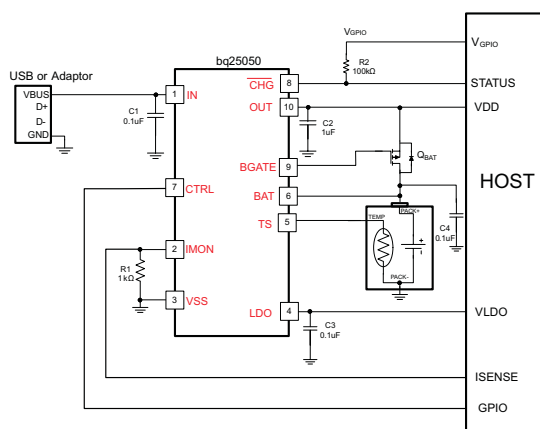 bq25050
USB or Adaptor
VBUS
D+
D-
GND
C1
0.1uF
1
IN
7
CTRL
2
IMON
R1
1kΩ
3
VSS
CHG
8
OUT
10
BGATE
9
BAT
6
TS
5
LDO
4
VGPIO
R2
100kΩ
C2
1uF
QBAT
TEMP
PACK+
+
PACK-
C4
0.1uF
C3
0.1uF
HOST
VGPIO
STATUS
VDD
VLDO
ISENSE
GPIO